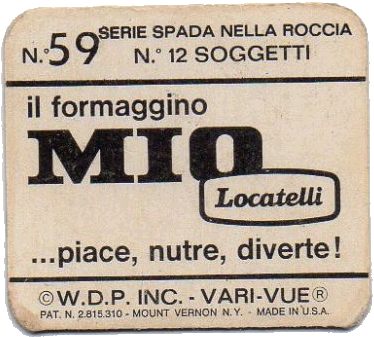 SERIE SPADA NELLA ROCCIA
N.° 59 N.° 12 SOGGETTI
il formaggino
MIO
Locatelli
...piace, nutre, diverte!
© W.D.P. INC. - VARI-VUE ®
PAT. N. 2.815.310 - MOUNT VERNON N.Y. - MADE IN U.S.A.